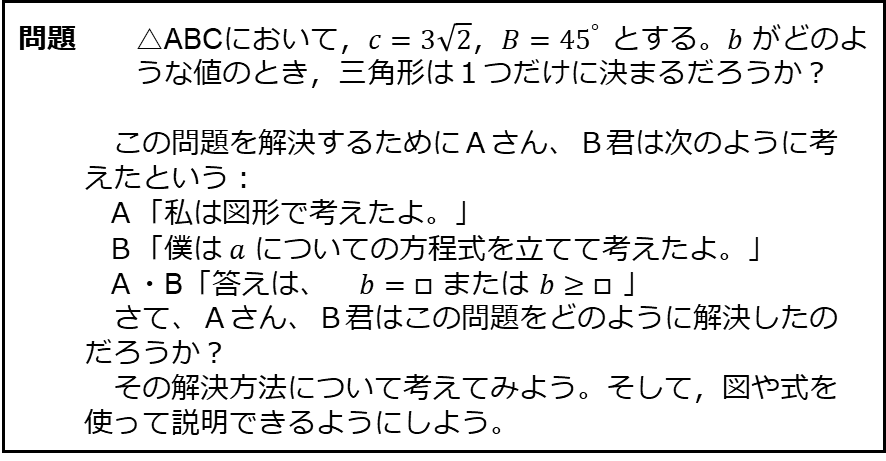 問題 △ABCにおいて，c = 3√2，B = 45° とする。b がどのよ
うな値のとき，三角形は１つだけに決まるだろうか？
この問題を解決するためにＡさん、Ｂ君は次のように考
えたという：
Ａ「私は図形で考えたよ。」
Ｂ「僕は a についての方程式を立てて考えたよ。」
Ａ・B「答えは、 b = □ または b ≥ □ 」
さて、Ａさん、Ｂ君はこの問題をどのように解決したの
だろうか？
その解決方法について考えてみよう。そして，図や式を
使って説明できるようにしよう。